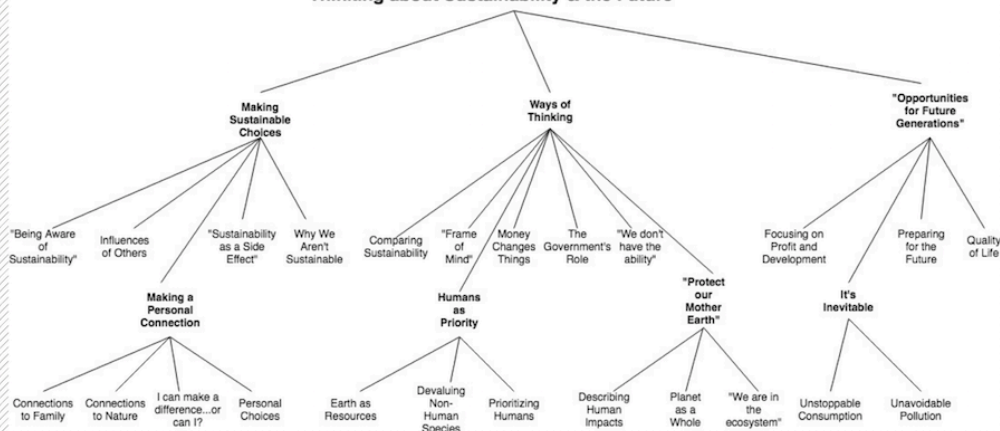 Thinking about Sustainability & the Future
Making
Sustainable
Choices
Ways of
Thinking
"Opportunities
for Future
Generations"
"Being Aware
of
Sustainability"
Influences
of Others
"Sustainability
as a Side
Effect"
Why We
Aren't
Sustainable
Comparing
Sustainability
"Frame
of
Mind"
Money
Changes
Things
The
Government's
Role
"We don't
have the
ability"
Focusing on
Profit and
Development
Preparing
for the
Future
Quality
of Life
Making a
Personal
Connection
Humans
as
Priority
"Protect
our
Mother
Earth"
It's
Inevitable
Connections
to Family
Connections
to Nature
I can make a
difference...or
can I?
Personal
Choices
Earth as
Resources
Devaluing
Non-
Human
Species
Prioritizing
Humans
Describing
Human
Impacts
Planet
as a
Whole
"We are in
the
ecosystem"
Unstoppable
Consumption
Unavoidable
Pollution